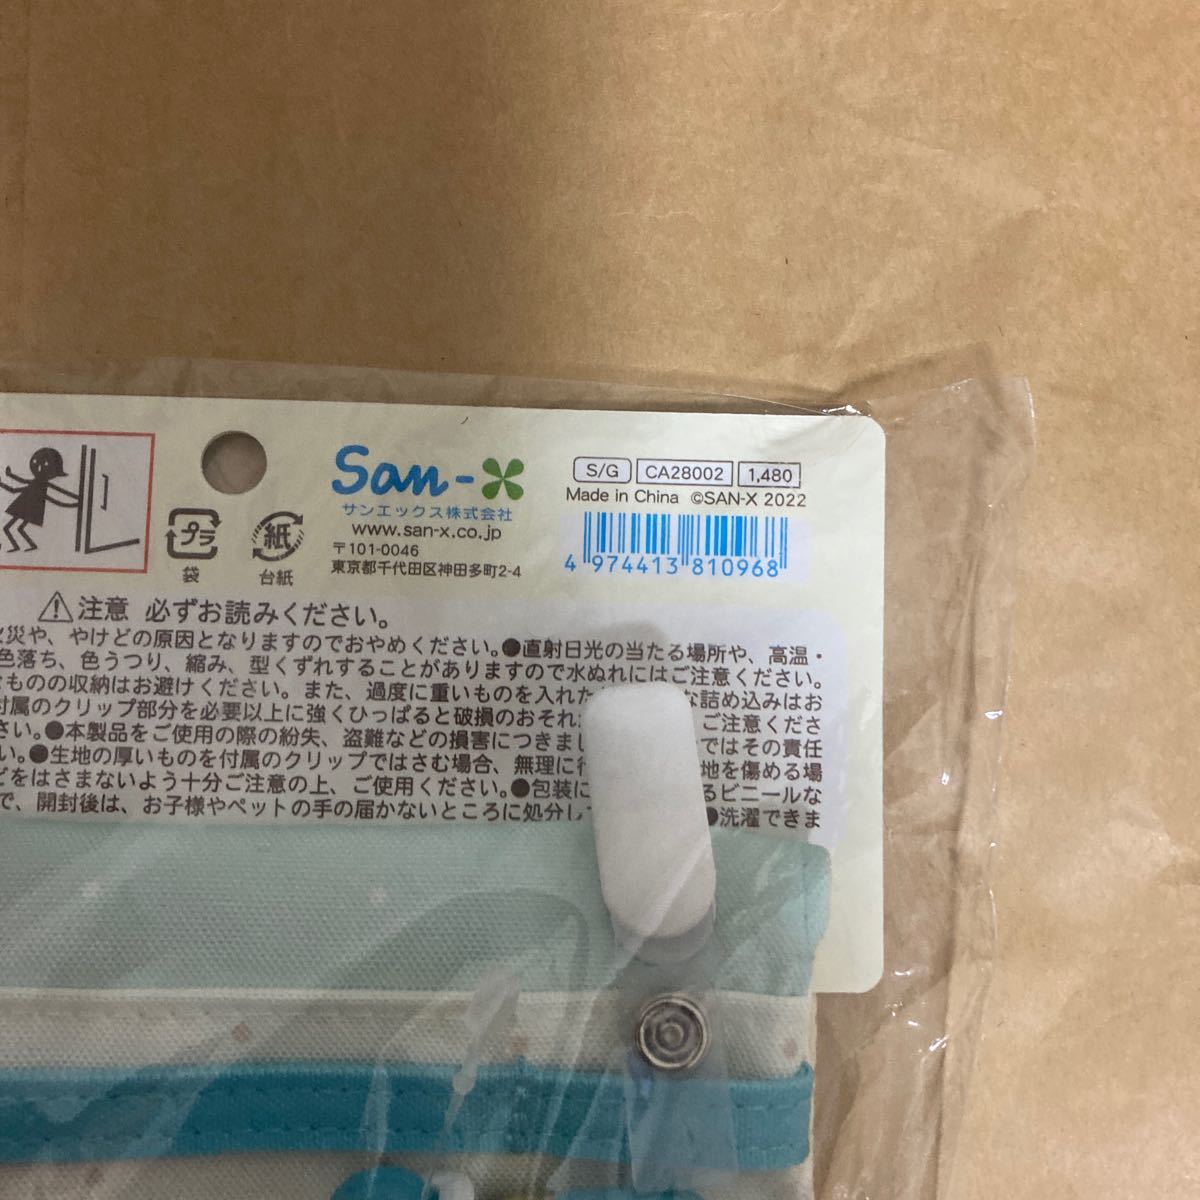 San-X
サンエックス株式会社
www.san-x.co.jp
〒101-0046
東京都千代田区神田多町2-4
S/G CA28002 1,480
Made in China ©SAN-X 2022
4 974413 810968
プラ
袋
紙
台紙
⚠注意 必ずお読みください。
災や、やけどの原因となりますのでおやめください。●直射日光の当たる場所や、高温・
色落ち、色うつり、縮み、型くずれすることがありますので水ぬれにはご注意ください。
ものの収納はお避けください。また、過度に重いものを入れた な詰め込みはお
付属のクリップ部分を必要以上に強くひっぱると破損のおそれ ご注意くださ
さい。●本製品をご使用の際の紛失、盗難などの損害につきまし ではその責任
い。●生地の厚いものを付属のクリップではさむ場合、無理に 地を傷める場
どをはさまないよう十分ご注意の上、ご使用ください。●包装に るビニールな
で、開封後は、お子様やペットの手の届かないところに処分し ●洗濯できま